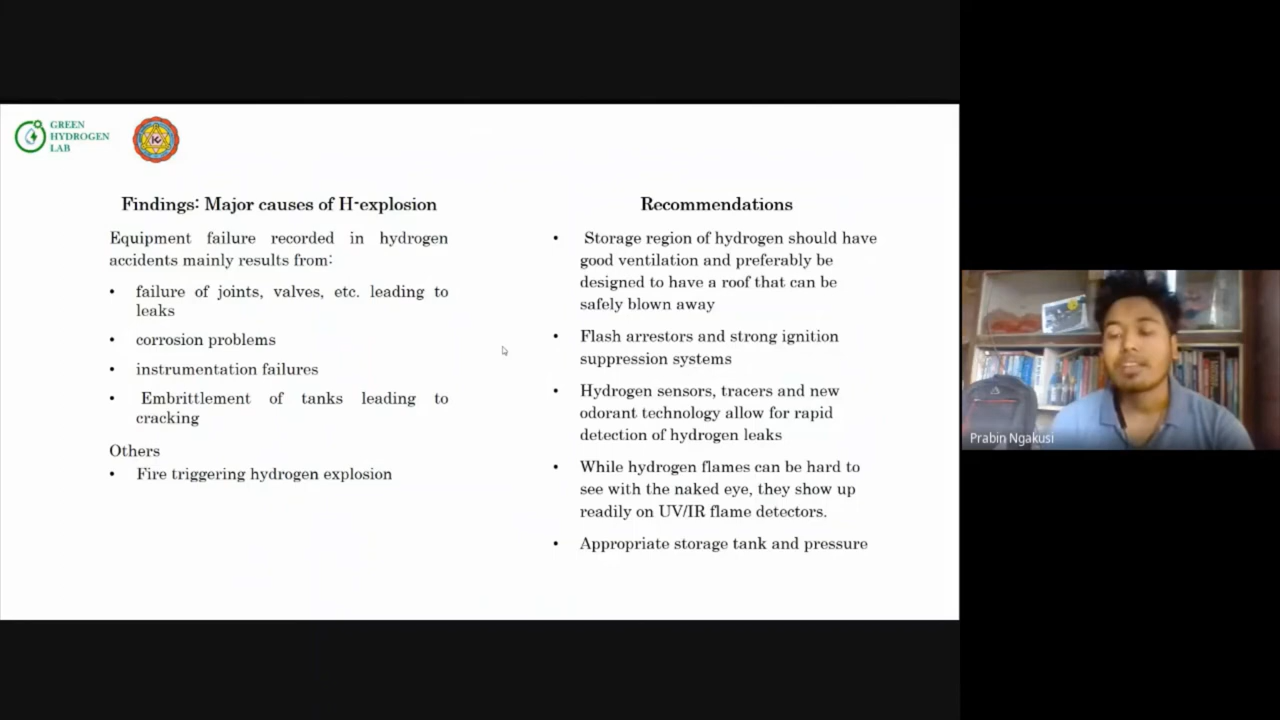 GREEN
HYDROGEN
LAB
Findings: Major causes of H-explosion
Equipment failure recorded in hydrogen
accidents mainly results from:
• failure of joints, valves, etc. leading to
leaks
• corrosion problems
• instrumentation failures
• Embrittlement of tanks leading to
cracking
Others
• Fire triggering hydrogen explosion
Recommendations
• Storage region of hydrogen should have
good ventilation and preferably be
designed to have a roof that can be
safely blown away
• Flash arrestors and strong ignition
suppression systems
• Hydrogen sensors, tracers and new
odorant technology allow for rapid
detection of hydrogen leaks
• While hydrogen flames can be hard to
see with the naked eye, they show up
readily on UV/IR flame detectors.
• Appropriate storage tank and pressure
Prabin Ngakusi